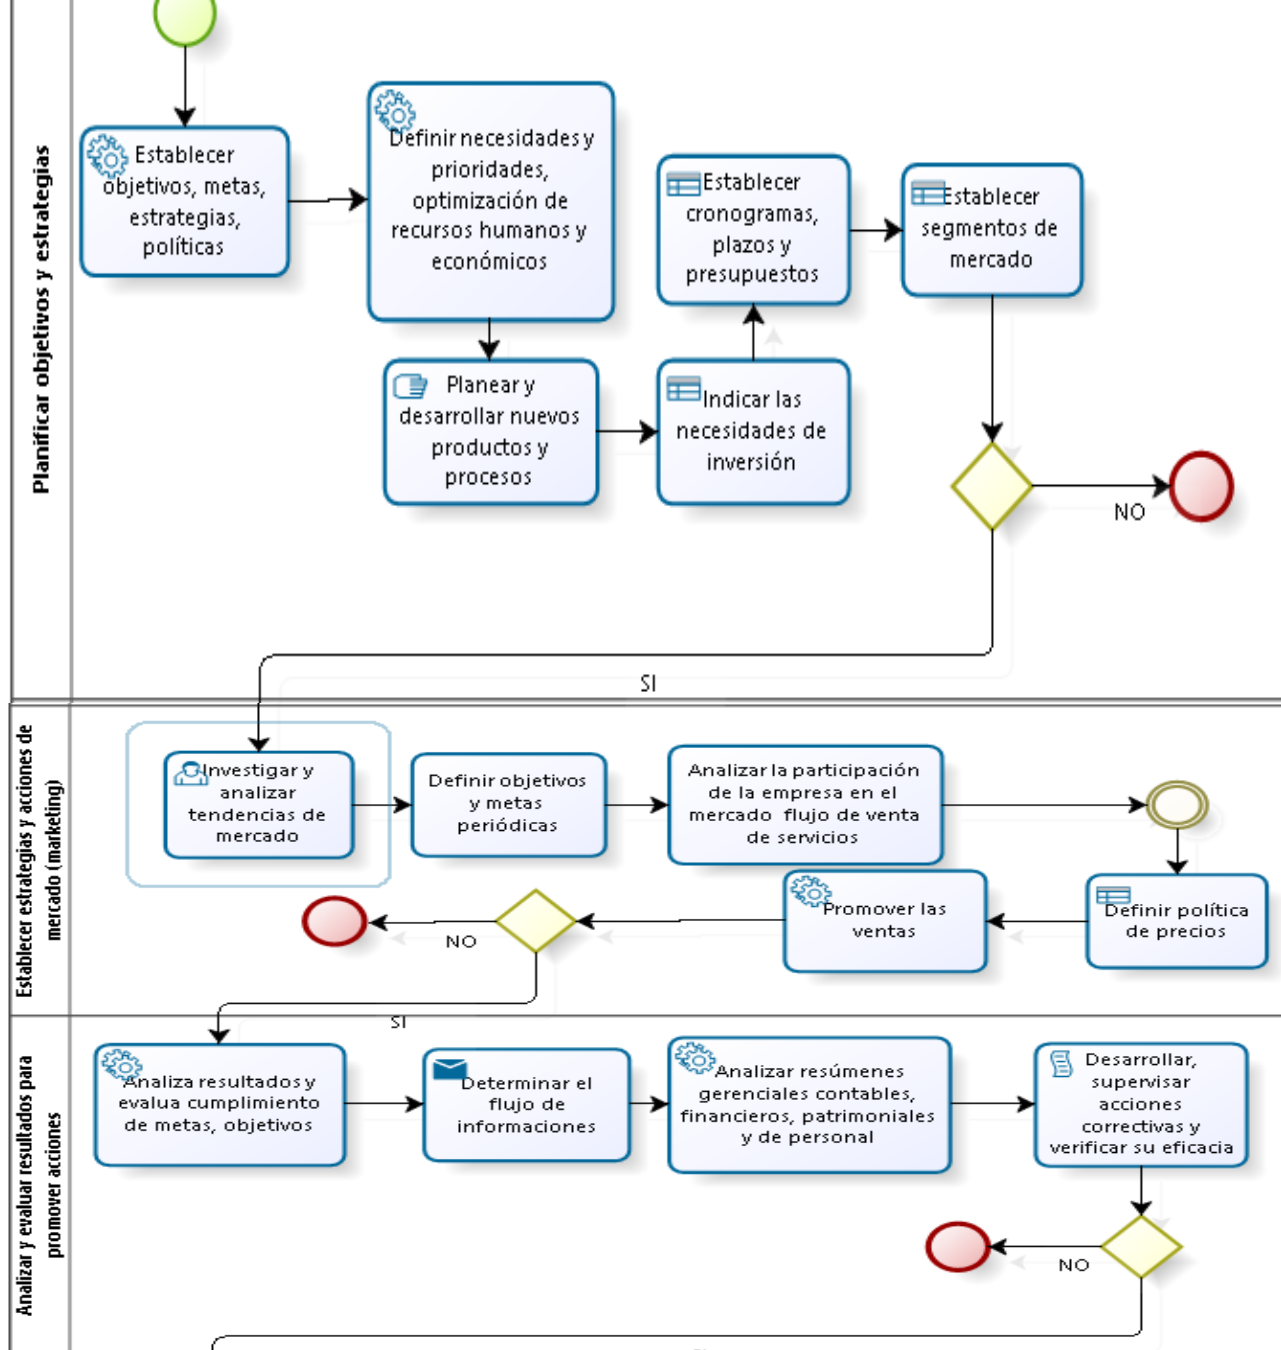 Planificar objetivos y estrategias
Establecer
objetivos, metas,
estrategias,
políticas
Definir necesidades y
prioridades,
optimización de
recursos humanos y
económicos
Planear y
desarrollar nuevos
productos y
procesos
Indicar las
necesidades de
inversión
Establecer
cronogramas,
plazos y
presupuestos
Establecer
segmentos de
mercado
NO
SI
Establecer estrategias y acciones de
mercado (marketing)
Investigar y
analizar
tendencias de
mercado
Definir objetivos
y metas
periódicas
Analizar la participación
de la empresa en el
mercado flujo de venta
de servicios
Definir política
de precios
Promover las
ventas
NO
SI
Analizar y evaluar resultados para
promover acciones
Analiza resultados y
evalua cumplimiento
de metas, objetivos
Determinar el
flujo de
informaciones
Analizar resúmenes
gerenciales contables,
financieros, patrimoniales
y de personal
Desarrollar,
supervisar
acciones
correctivas y
verificar su eficacia
NO